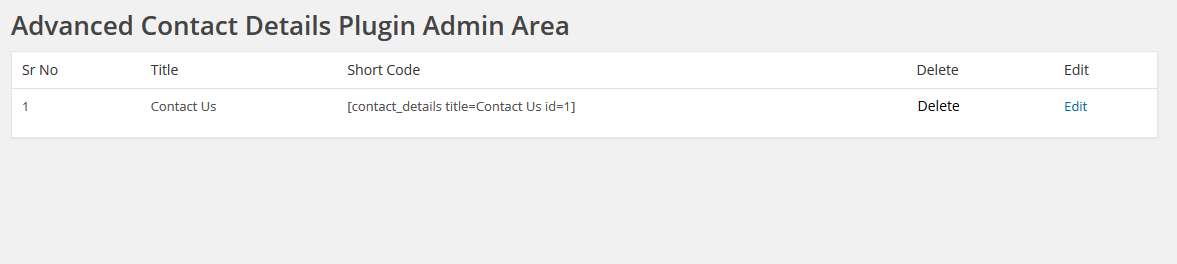 Advanced Contact Details Plugin Admin Area
Sr No Title Short Code Delete Edit
1 Contact Us [contact_details title=Contact Us id=1] Delete Edit